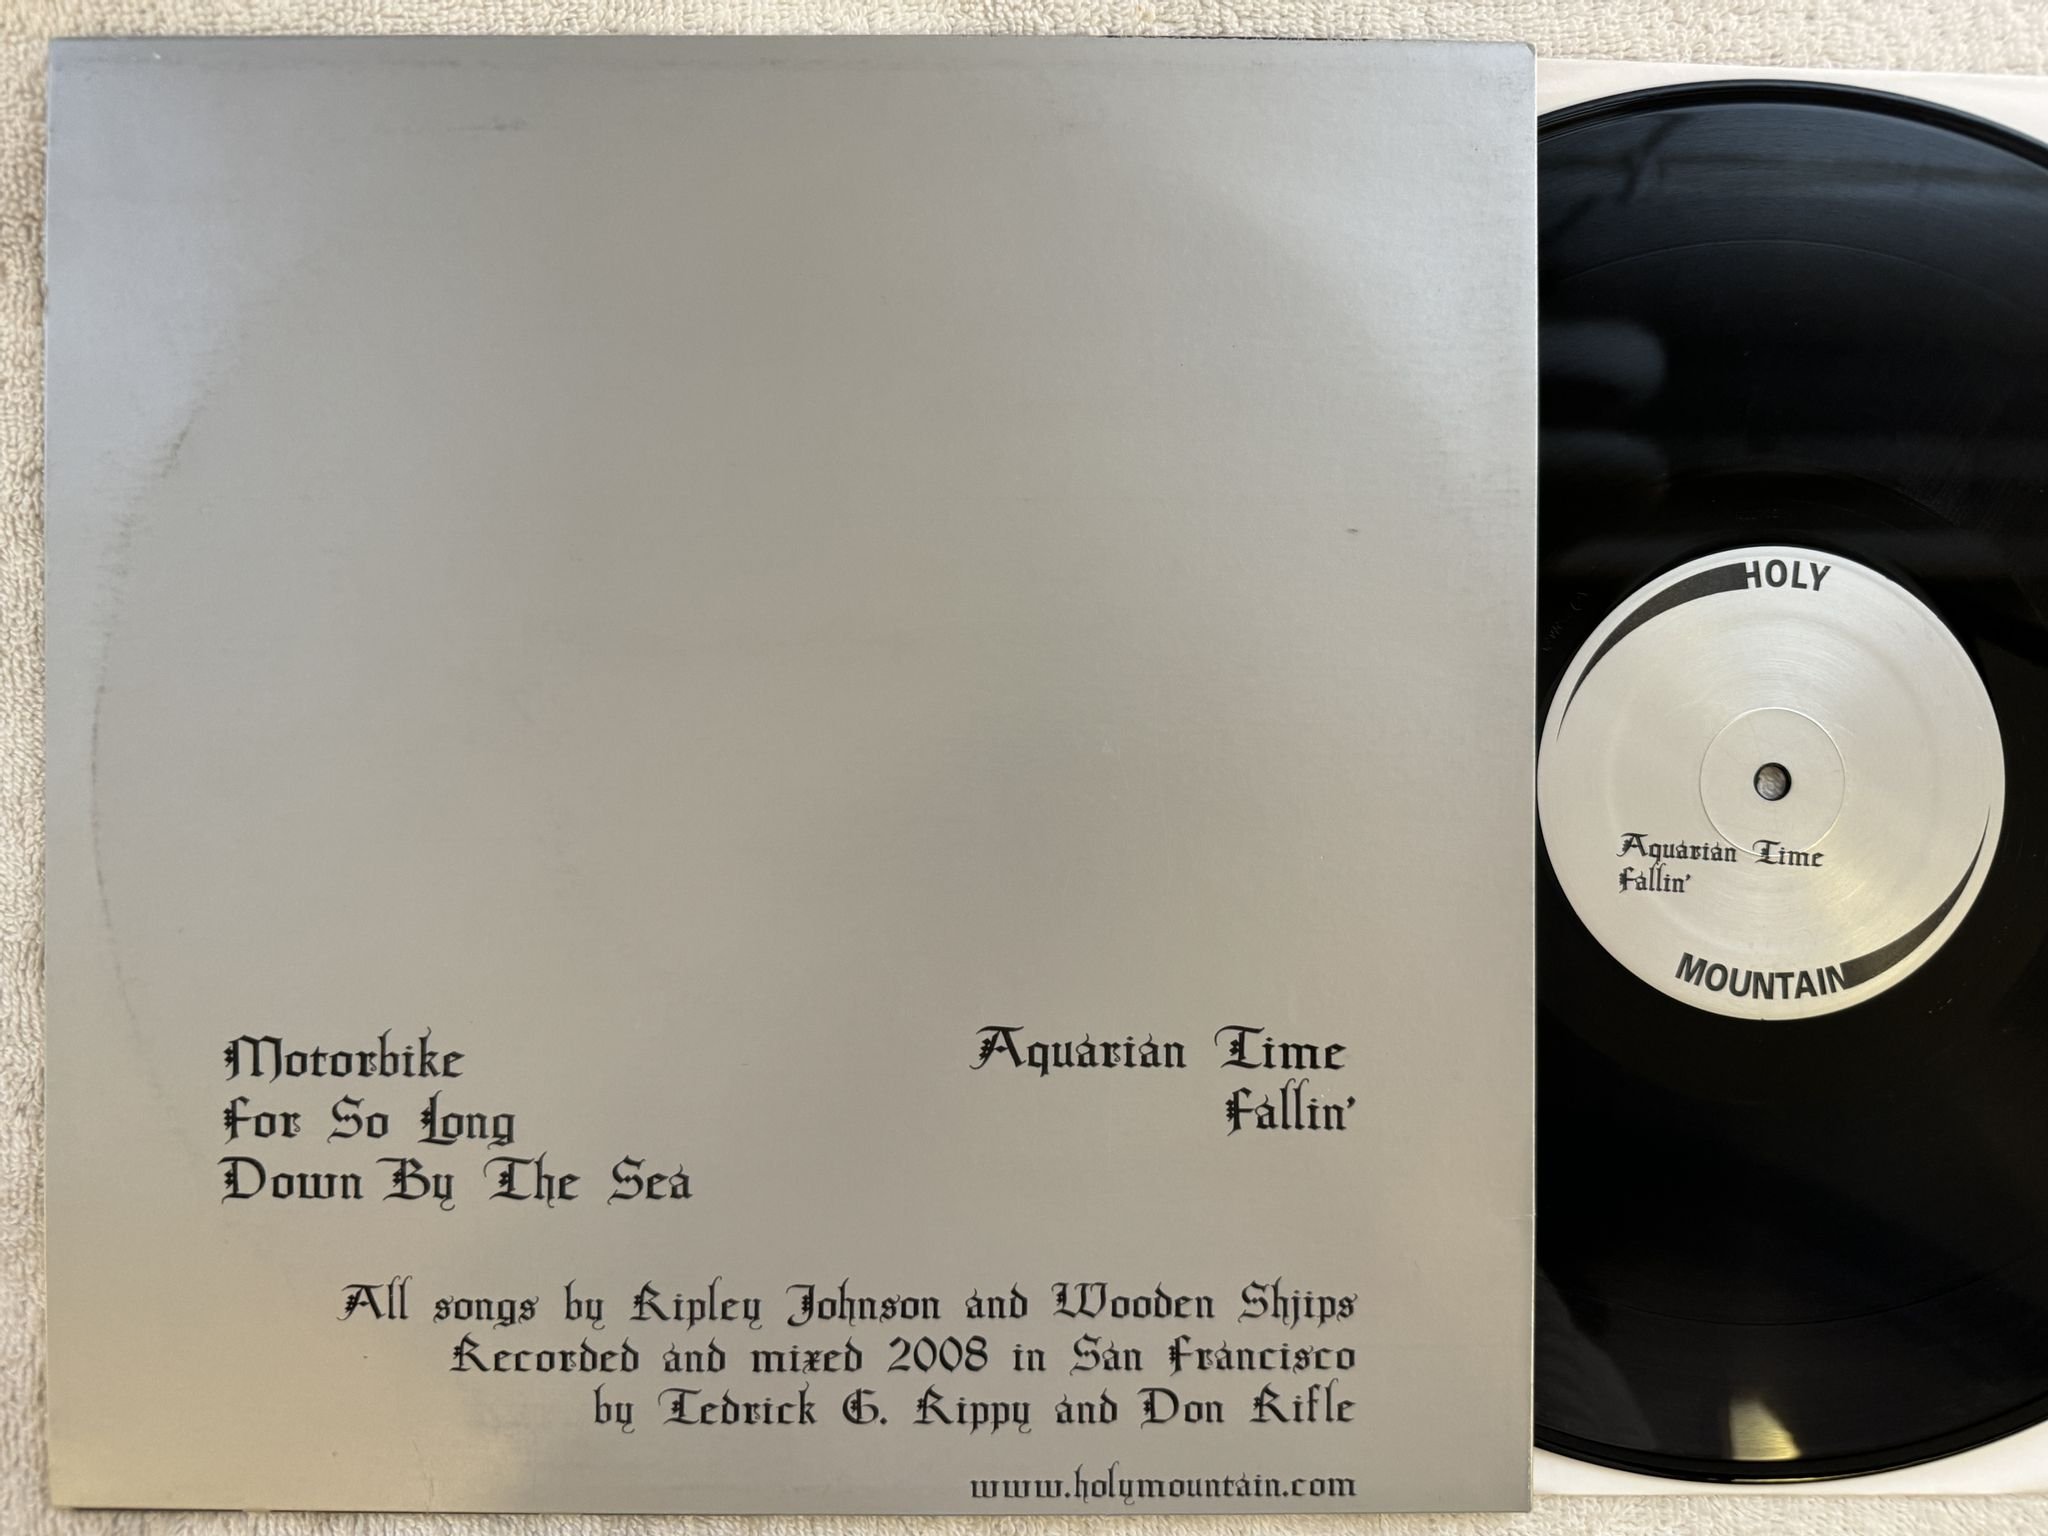 Motorbike
For So Long
Down By The Sea
Aquarian Time
Fallin'
All songs by Ripley Johnson and Wooden Shjips
Recorded and mixed 2008 in San Francisco
by Tedrick G. Rippy and Don Rifle
www.holymountain.com
HOLY
Aquarian Time
Fallin'
MOUNTAIN